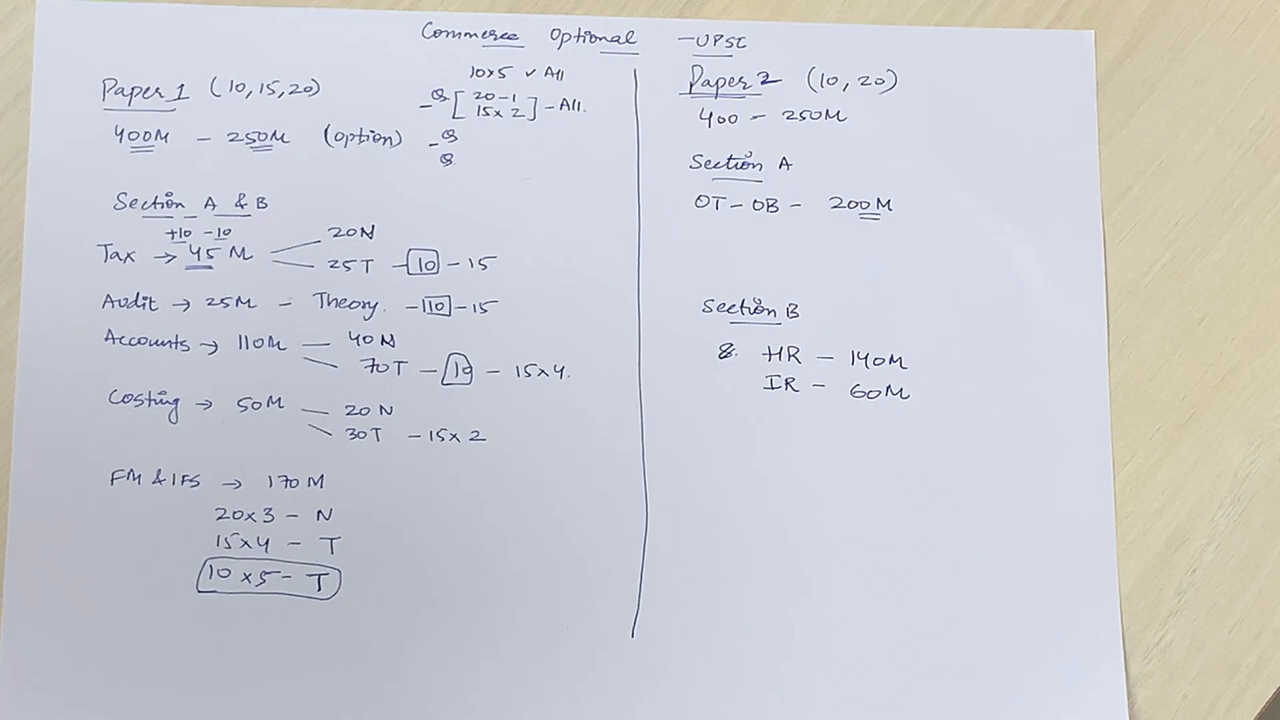 Commerce Optional - UPSC
Paper 1 (10, 15, 20)
10x5 ✓ All
-Q [ 20-1
15x2 ] - All.
400M - 250M (option)
-Q
Q
Section A & B
+10 -10
Tax → 45M
20N
25T - 10 - 15
Audit → 25M - Theory. - 10 - 15
Accounts → 110M - 40N
70T - 10 - 15x4.
Costing → 50M - 20N
30T - 15x2
FM & IFS → 170M
20x3 - N
15x4 - T
10x5 - T
Paper 2 (10, 20)
400 - 250M
Section A
OT - OB - 200M
Section B
8. HR - 140M
IR - 60M